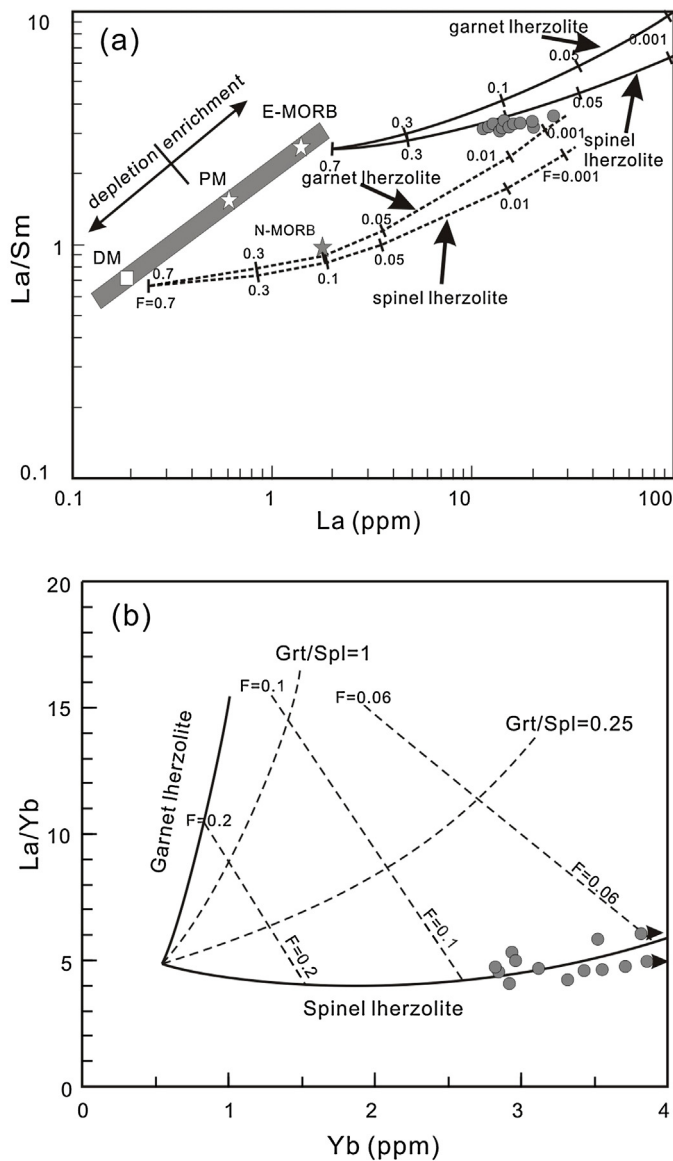 (a)
10
garnet lherzolite
0.05
0.001
0.1
0.05
depletion enrichment
E-MORB
0.3
0.3
0.7
0.001
spinel
lherzolite
0.01
F=0.001
garnet lherzolite
0.01
PM
N-MORB
0.05
La/Sm
1
DM
0.7
0.3
0.05
F=0.7
0.3
0.1
spinel lherzolite
0.1
0.1
1
10
100
La (ppm)
20
(b)
Grt/Spl=1
F=0.1
F=0.06
15
Grt/Spl=0.25
Garnet lherzolite
La/Yb
10
F=0.2
F=0.06
F=0.1
F=0.2
5
Spinel lherzolite
0
0
1
2
3
4
Yb (ppm)